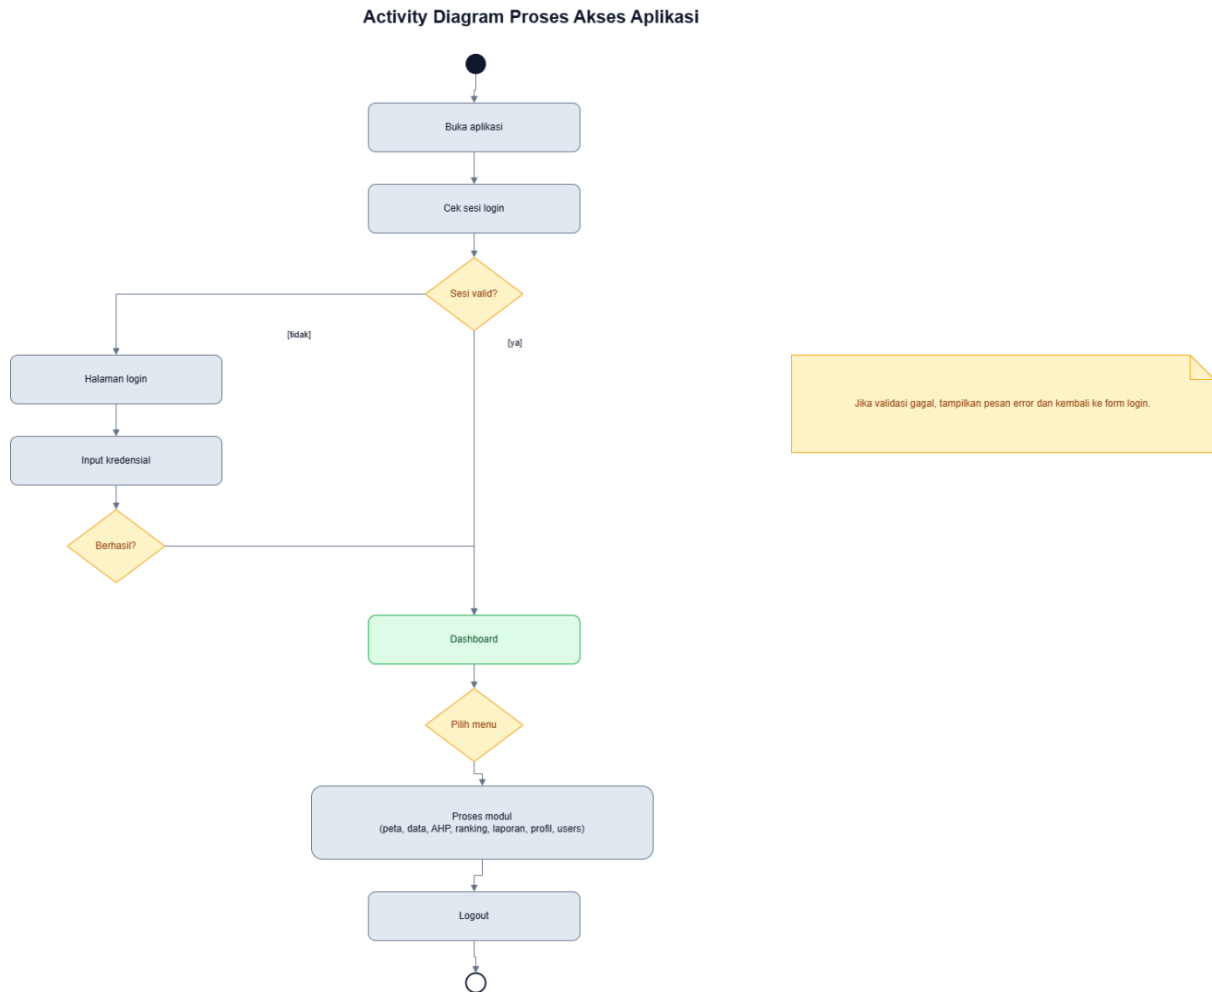 Activity Diagram Proses Akses Aplikasi
Buka aplikasi
Cek sesi login
Sesi valid?
[tidak]
[ya]
Halaman login
Jika validasi gagal, tampilkan pesan error dan kembali ke form login.
Input kredensial
Berhasil?
Dashboard
Pilih menu
Proses modul
(peta, data, AHP, ranking, laporan, profil, users)
Logout